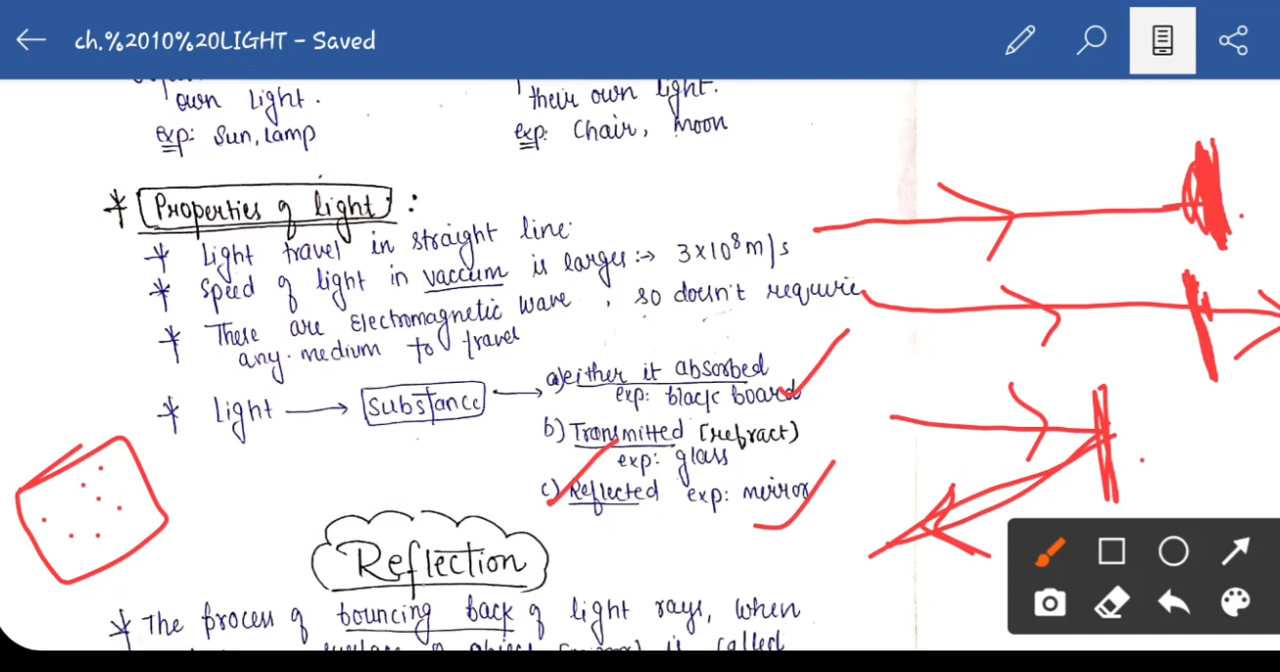 ch.%2010%20LIGHT – Saved
own light.
their own light.
exp: Sun, Lamp
exp: Chair, moon
* Properties of light :
* Light travel in straight line.
* Speed of light in vaccum is larger :→ 3×10⁸ m/s
* These are Electromagnetic wave, so doesn't require
any medium to travel
* light → Substance → a) either it absorbed
exp: black board
b) Transmitted (refract)
exp: glass
c) Reflected exp: mirror
Reflection
* The process of bouncing back of light rays, when
surface is called